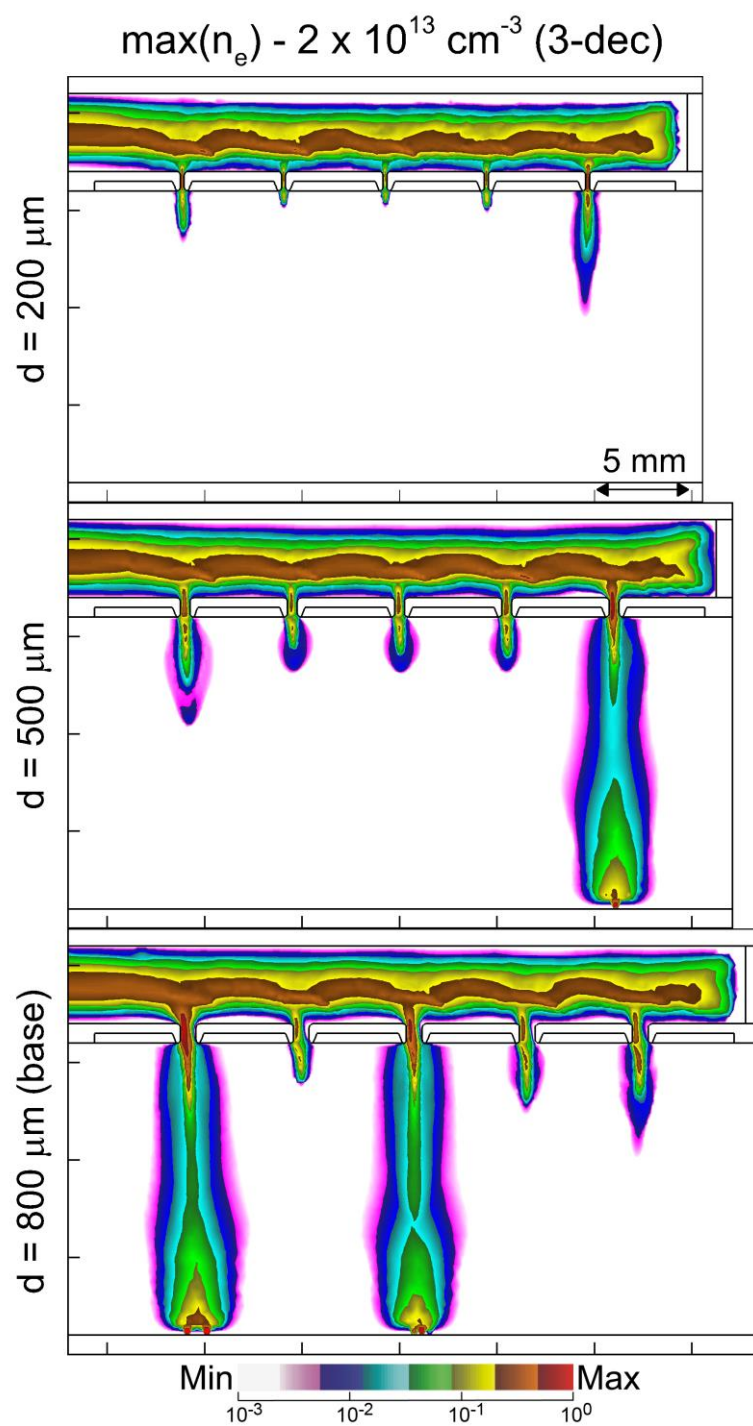 max(nₑ) - 2 x 10¹³ cm⁻³ (3-dec)
d = 200 μm
5 mm
d = 500 μm
d = 800 μm (base)
Min Max
10⁻³ 10⁻² 10⁻¹ 10⁰